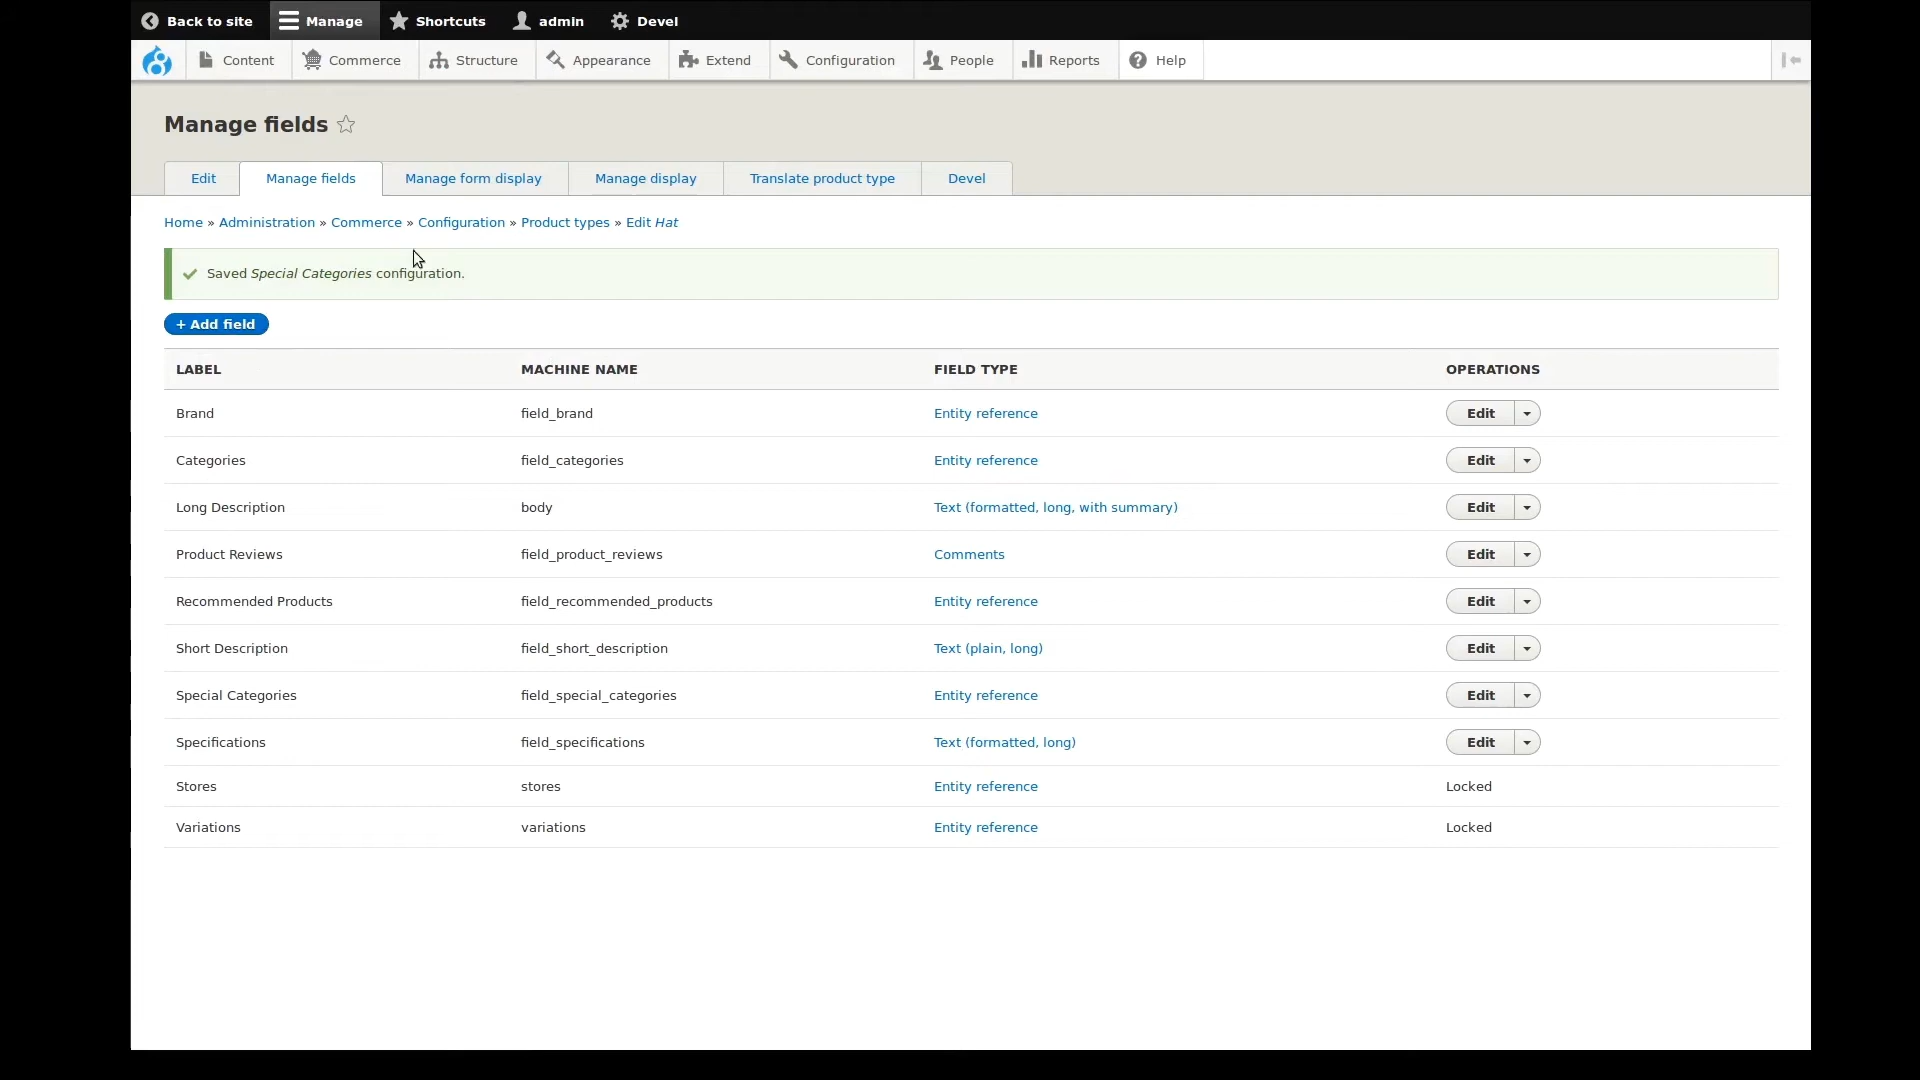 Back to site Manage Shortcuts admin Devel
Content Commerce Structure Appearance Extend Configuration People Reports Help
Manage fields
Edit Manage fields Manage form display Manage display Translate product type Devel
Home » Administration » Commerce » Configuration » Product types » Edit Hat
Saved Special Categories configuration.
+ Add field
LABEL MACHINE NAME FIELD TYPE OPERATIONS
Brand field_brand Entity reference Edit
Categories field_categories Entity reference Edit
Long Description body Text (formatted, long, with summary) Edit
Product Reviews field_product_reviews Comments Edit
Recommended Products field_recommended_products Entity reference Edit
Short Description field_short_description Text (plain, long) Edit
Special Categories field_special_categories Entity reference Edit
Specifications field_specifications Text (formatted, long) Edit
Stores stores Entity reference Locked
Variations variations Entity reference Locked